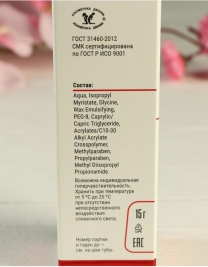 ГОСТ 31460-2012
СМК сертифицирована
по ГОСТ Р ИСО 9001
Состав:
Aqua, Isopropyl
Myristate, Glycine,
Wax Emulsifying,
PEG-8, Caprylic/
Capric Triglyceride,
Acrylates/C10-30
Alkyl Acrylate
Crosspolymer,
Methylparaben,
Propylparaben,
Methyl Diisopropyl
Propionamide.
Возможна индивидуальная
гиперчувствительность.
Хранить при температуре
от 5 °С до 25 °С
при отсутствии
непосредственного
воздействия
солнечного света.
15 г
Номер партии
и годен до —
см. на шве тубы.
EAC